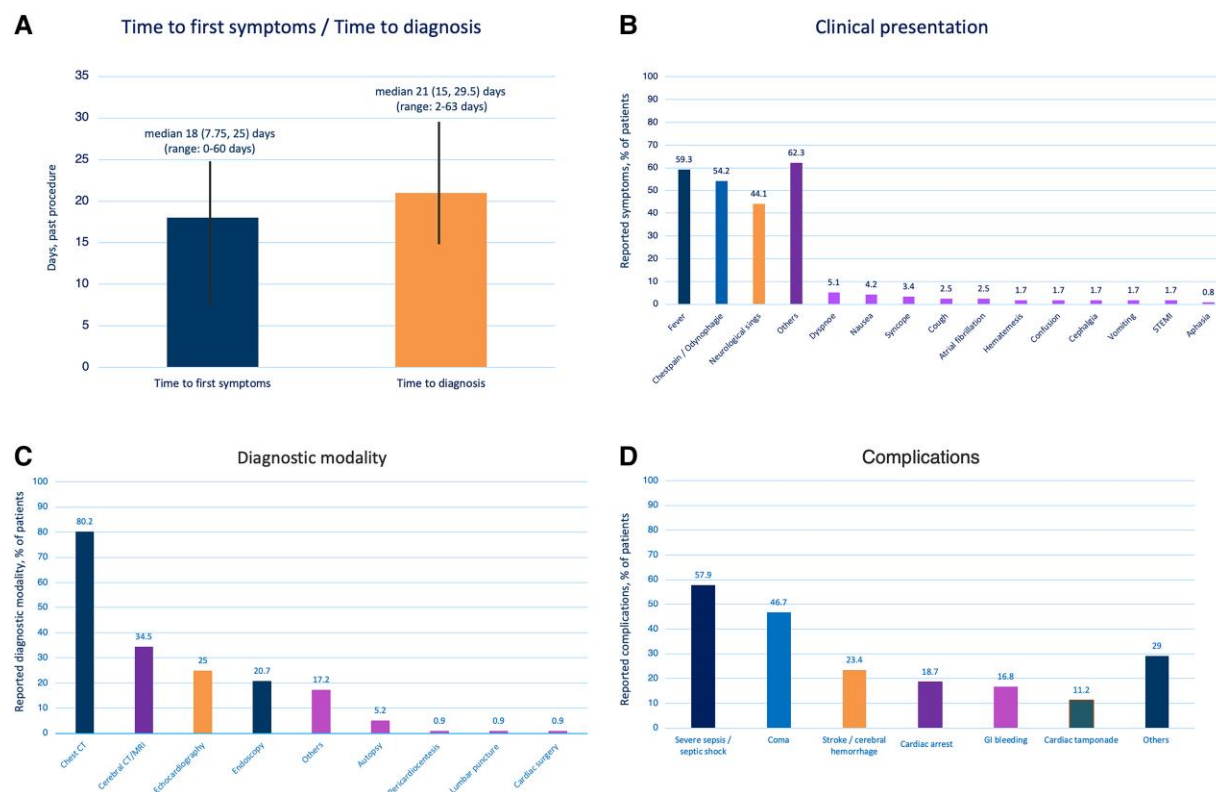 A
Time to first symptoms / Time to diagnosis
Days, past procedure
35
30
25
20
15
10
5
0
median 18 (7.75, 25) days
(range: 0-60 days)
median 21 (15, 29.5) days
(range: 2-63 days)
Time to first symptoms
Time to diagnosis
B
Clinical presentation
Reported symptoms, % of patients
100
90
80
70
60
50
40
30
20
10
0
59.3
54.2
44.1
62.3
5.1
4.2
3.4
2.5
2.5
1.7
1.7
1.7
1.7
1.7
0.8
Fever
Chestpain / Odynophagie
Neurological sings
Others
Dyspnoe
Nausea
Syncope
Cough
Atrial fibrillation
Hematemesis
Confusion
Cephalgia
Vomiting
STEMI
Aphasia
C
Diagnostic modality
Reported diagnostic modality, % of patients
100
90
80
70
60
50
40
30
20
10
0
80.2
34.5
25
20.7
17.2
5.2
0.9
0.9
0.9
Chest CT
Cerebral CT/MRI
Echocardiography
Endoscopy
Others
Autopsy
Pericardiocentesis
Lumbar puncture
Cardiac surgery
D
Complications
Reported complications, % of patients
100
90
80
70
60
50
40
30
20
10
0
57.9
46.7
23.4
18.7
16.8
11.2
29
Severe sepsis /
septic shock
Coma
Stroke / cerebral
hemorrhage
Cardiac arrest
GI bleeding
Cardiac tamponade
Others